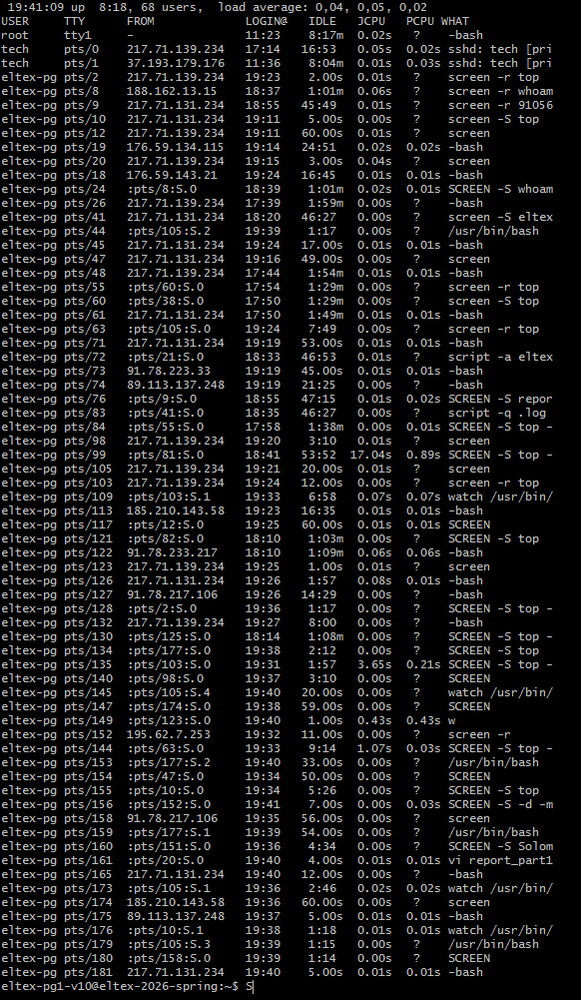 19:41:09 up  8:18, 68 users,  load average: 0,04, 0,05, 0,02
USER     TTY      FROM             LOGIN@   IDLE   JCPU   PCPU WHAT
root     tty1     -                11:23    8:17m  0.02s   ?    -bash
tech     pts/0    217.71.139.234   17:14   16:53   0.05s  0.02s sshd: tech [pri
tech     pts/1    37.193.179.176   11:36    8:04m  0.01s  0.03s sshd: tech [pri
eltex-pg pts/2    217.71.139.234   19:23    2.00s  0.01s   ?    screen -r top
eltex-pg pts/8    188.162.13.15    18:37    1:01m  0.06s   ?    screen -r whoam
eltex-pg pts/9    217.71.131.234   18:55   45:49   0.01s   ?    screen -r 91056
eltex-pg pts/10   217.71.131.234   19:11    5.00s  0.00s   ?    screen -S top
eltex-pg pts/12   217.71.139.234   19:11   60.00s  0.01s   ?    screen
eltex-pg pts/19   176.59.134.115   19:14   24:51   0.02s  0.02s -bash
eltex-pg pts/20   217.71.139.234   19:15    3.00s  0.04s   ?    screen
eltex-pg pts/18   176.59.143.21    19:24   16:45   0.01s  0.01s -bash
eltex-pg pts/24   :pts/8:S.0       18:39    1:01m  0.02s  0.01s SCREEN -S whoam
eltex-pg pts/26   217.71.131.234   17:39    1:59m  0.00s   ?    -bash
eltex-pg pts/41   217.71.131.234   18:20   46:27   0.01s   ?    screen -S eltex
eltex-pg pts/44   :pts/105:S.2     19:39    1:17   0.00s   ?    /usr/bin/bash
eltex-pg pts/45   217.71.131.234   19:24   17.00s  0.01s  0.01s -bash
eltex-pg pts/47   217.71.131.234   19:16   49.00s  0.00s   ?    screen
eltex-pg pts/48   217.71.131.234   17:44    1:54m  0.01s  0.01s -bash
eltex-pg pts/55   :pts/60:S.0      17:54    1:29m  0.00s   ?    screen -r top
eltex-pg pts/60   :pts/38:S.0      17:50    1:29m  0.00s   ?    screen -S top
eltex-pg pts/61   217.71.131.234   17:50    1:49m  0.01s  0.01s -bash
eltex-pg pts/63   :pts/105:S.0     19:24    7:49   0.00s   ?    screen -r top
eltex-pg pts/71   217.71.131.234   19:19   53.00s  0.01s  0.01s -bash
eltex-pg pts/72   :pts/21:S.0      18:33   46:53   0.01s   ?    script -a eltex
eltex-pg pts/73   91.78.223.33     19:19   45.00s  0.01s  0.01s -bash
eltex-pg pts/74   89.113.137.248   19:19   21:25   0.00s   ?    -bash
eltex-pg pts/76   :pts/9:S.0       18:55   47:15   0.01s  0.02s SCREEN -S repor
eltex-pg pts/83   :pts/41:S.0      18:35   46:27   0.00s   ?    script -q .log
eltex-pg pts/84   :pts/55:S.0      17:58    1:38m  0.00s  0.01s SCREEN -S top -
eltex-pg pts/98   217.71.139.234   19:20    3:10   0.01s   ?    screen
eltex-pg pts/99   :pts/81:S.0      18:41   53:52  17.04s  0.89s SCREEN -S top -
eltex-pg pts/105  217.71.139.234   19:21   20.00s  0.01s   ?    screen
eltex-pg pts/103  217.71.139.234   19:24   12.00s  0.00s   ?    screen -r top
eltex-pg pts/109  :pts/103:S.1     19:33    6:58   0.07s  0.07s watch /usr/bin/
eltex-pg pts/113  185.210.143.58   19:23   16:35   0.01s  0.01s -bash
eltex-pg pts/117  :pts/12:S.0      19:25   60.00s  0.01s  0.01s SCREEN
eltex-pg pts/121  :pts/82:S.0      18:10    1:03m  0.00s   ?    SCREEN -S top
eltex-pg pts/122  91.78.233.217    18:10    1:09m  0.06s  0.06s -bash
eltex-pg pts/123  217.71.139.234   19:25    1.00s  0.01s   ?    screen
eltex-pg pts/126  217.71.131.234   19:26    1:57   0.08s  0.01s -bash
eltex-pg pts/127  91.78.217.106    19:26   14:29   0.00s   ?    -bash
eltex-pg pts/128  :pts/2:S.0       19:36    1:17   0.00s   ?    SCREEN -S top -
eltex-pg pts/132  217.71.139.234   19:27    8:00   0.00s   ?    -bash
eltex-pg pts/130  :pts/125:S.0     18:14    1:08m  0.00s   ?    SCREEN -S top -
eltex-pg pts/134  :pts/177:S.0     19:38    2:12   0.00s   ?    SCREEN -S top -
eltex-pg pts/135  :pts/103:S.0     19:31    1:57   3.65s  0.21s SCREEN -S top -
eltex-pg pts/140  :pts/98:S.0      19:37    3:10   0.00s   ?    SCREEN
eltex-pg pts/145  :pts/105:S.4     19:40   20.00s  0.00s   ?    watch /usr/bin/
eltex-pg pts/147  :pts/174:S.0     19:38   59.00s  0.00s   ?    SCREEN
eltex-pg pts/149  :pts/123:S.0     19:40    1.00s  0.43s  0.43s w
eltex-pg pts/152  195.62.7.253     19:32   11.00s  0.00s   ?    screen -r
eltex-pg pts/144  :pts/63:S.0      19:33    9:14   1.07s  0.03s SCREEN -S top -
eltex-pg pts/153  :pts/177:S.2     19:40   33.00s  0.00s   ?    /usr/bin/bash
eltex-pg pts/154  :pts/47:S.0      19:34   50.00s  0.00s   ?    SCREEN
eltex-pg pts/155  :pts/10:S.0      19:34    5:26   0.00s   ?    SCREEN -S top
eltex-pg pts/156  :pts/152:S.0     19:41    7.00s  0.00s  0.03s SCREEN -S -d -m
eltex-pg pts/158  91.78.217.106    19:35   56.00s  0.00s   ?    screen
eltex-pg pts/159  :pts/177:S.1     19:39   54.00s  0.00s   ?    /usr/bin/bash
eltex-pg pts/160  :pts/151:S.0     19:36    4:34   0.00s   ?    SCREEN -S Solom
eltex-pg pts/161  :pts/20:S.0      19:40    4.00s  0.01s  0.01s vi report_part1
eltex-pg pts/165  217.71.131.234   19:40   12.00s  0.00s   ?    -bash
eltex-pg pts/173  :pts/105:S.1     19:36    2:46   0.02s  0.02s watch /usr/bin/
eltex-pg pts/174  185.210.143.58   19:36   60.00s  0.00s   ?    screen
eltex-pg pts/175  89.113.137.248   19:37    5.00s  0.01s  0.01s -bash
eltex-pg pts/176  :pts/10:S.1      19:38    1:18   0.01s  0.00s watch /usr/bin/
eltex-pg pts/179  :pts/105:S.3     19:39    1:15   0.00s   ?    /usr/bin/bash
eltex-pg pts/180  :pts/158:S.0     19:39    1:14   0.00s   ?    SCREEN
eltex-pg pts/181  217.71.131.234   19:40    5.00s  0.01s  0.01s -bash
eltex-pg1-v10@eltex-2026-spring:~$ S